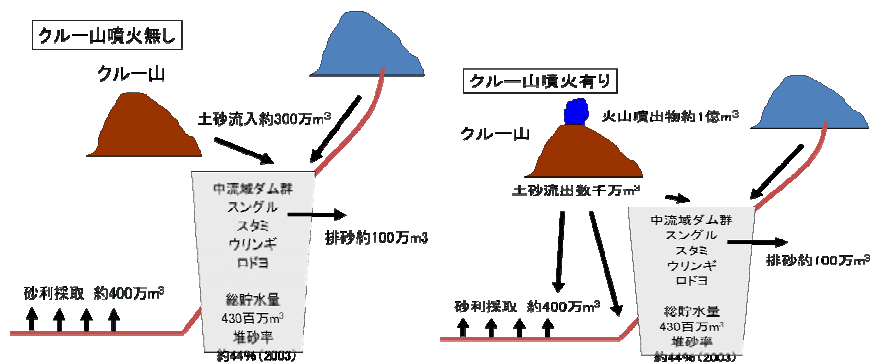 クルー山噴火無し
クルー山
土砂流入約300万m³
中流域ダム群
スングル
スタミ
ウリンギ
ロドヨ
排砂約100万m3
砂利採取 約400万m³
総貯水量
430百万m³
堆砂率
約44%(2003)
クルー山噴火有り
火山噴出物約1億m³
クルー山
土砂流出数千万m³
中流域ダム群
スングル
スタミ
ウリンギ
ロドヨ
排砂約100万m³
砂利採取 約400万m³
総貯水量
430百万m³
堆砂率
約44%(2003)